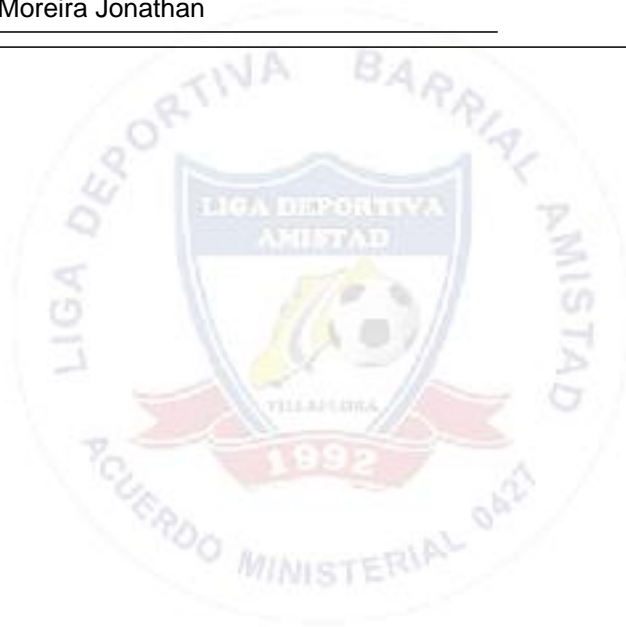 Moreira Jonathan
LIGA DEPORTIVA BARRIAL AMISTAD
LIGA DEPORTIVA
AMISTAD
VILLAFLORA
1992
ACUERDO MINISTERIAL 0427